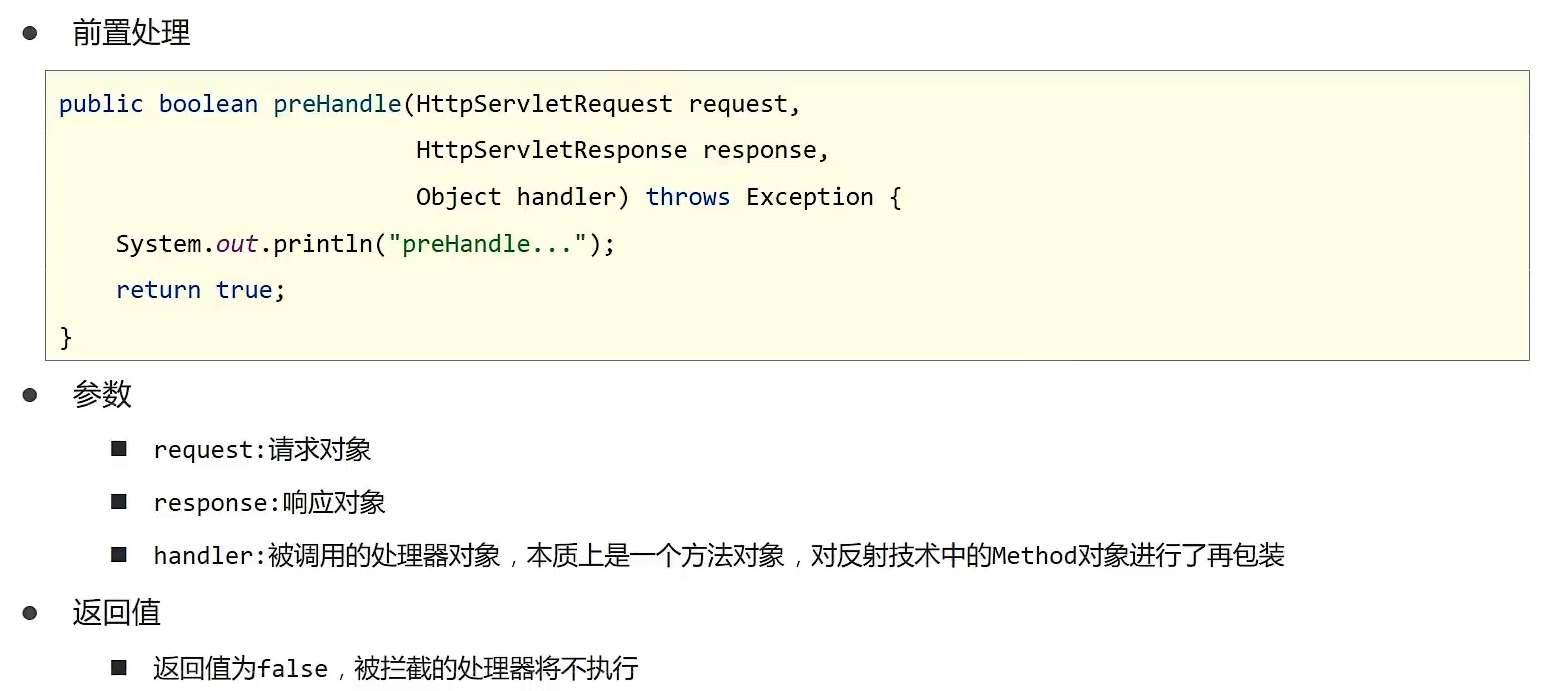 ● 前置处理
public boolean preHandle(HttpServletRequest request,
                         HttpServletResponse response,
                         Object handler) throws Exception {
    System.out.println("preHandle...");
    return true;
}
● 参数
■ request:请求对象
■ response:响应对象
■ handler:被调用的处理器对象，本质上是一个方法对象，对反射技术中的Method对象进行了再包装
● 返回值
■ 返回值为false，被拦截的处理器将不执行